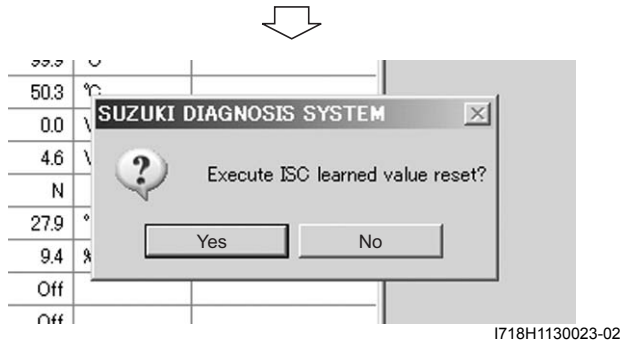 50.3 °C
SUZUKI DIAGNOSIS SYSTEM
0.0
4.6
Execute ISC learned value reset?
N
27.9 °
Yes No
9.4 %
Off
Off
I718H1130023-02